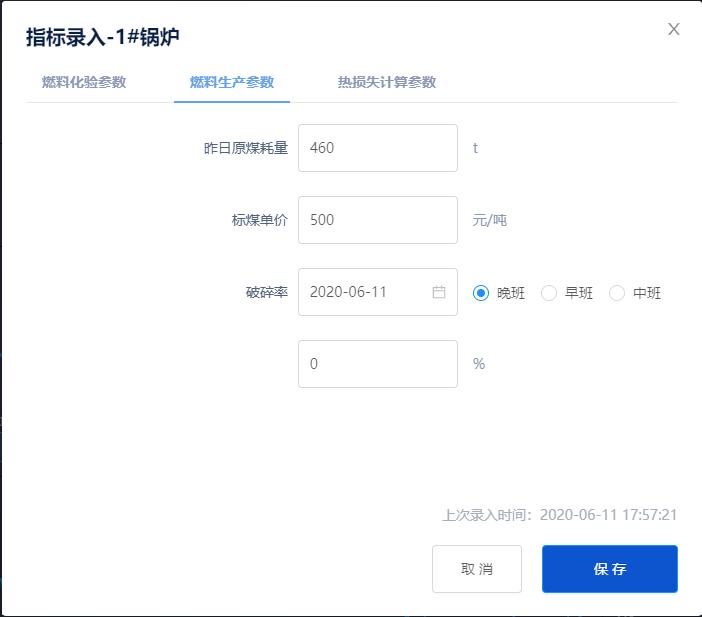 指标录入-1#锅炉
燃料化验参数 燃料生产参数 热损失计算参数
昨日原煤耗量 460 t
标煤单价 500 元/吨
破碎率 2020-06-11 晚班 早班 中班
0 %
上次录入时间：2020-06-11 17:57:21
取 消 保 存